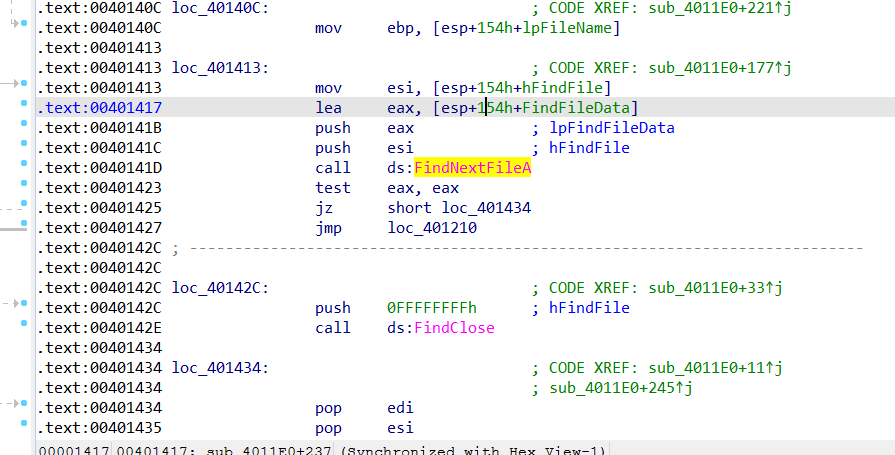 .text:0040140C loc_40140C: ; CODE XREF: sub_4011E0+221↑j
.text:0040140C mov ebp, [esp+154h+lpFileName]
.text:00401413
.text:00401413 loc_401413: ; CODE XREF: sub_4011E0+177↑j
.text:00401413 mov esi, [esp+154h+hFindFile]
.text:00401417 lea eax, [esp+154h+FindFileData]
.text:0040141B push eax ; lpFindFileData
.text:0040141C push esi ; hFindFile
.text:0040141D call ds:FindNextFileA
.text:00401423 test eax, eax
.text:00401425 jz short loc_401434
.text:00401427 jmp loc_401210
.text:0040142C ; ---------------------------------------------------------------------------
.text:0040142C
.text:0040142C loc_40142C: ; CODE XREF: sub_4011E0+33↑j
.text:0040142C push 0FFFFFFFFh ; hFindFile
.text:0040142E call ds:FindClose
.text:00401434
.text:00401434 loc_401434: ; CODE XREF: sub_4011E0+11↑j
.text:00401434 ; sub_4011E0+245↑j
.text:00401434 pop edi
.text:00401435 pop esi
00001417 00401417: sub_4011E0+237 (Synchronized with Hex View-1)